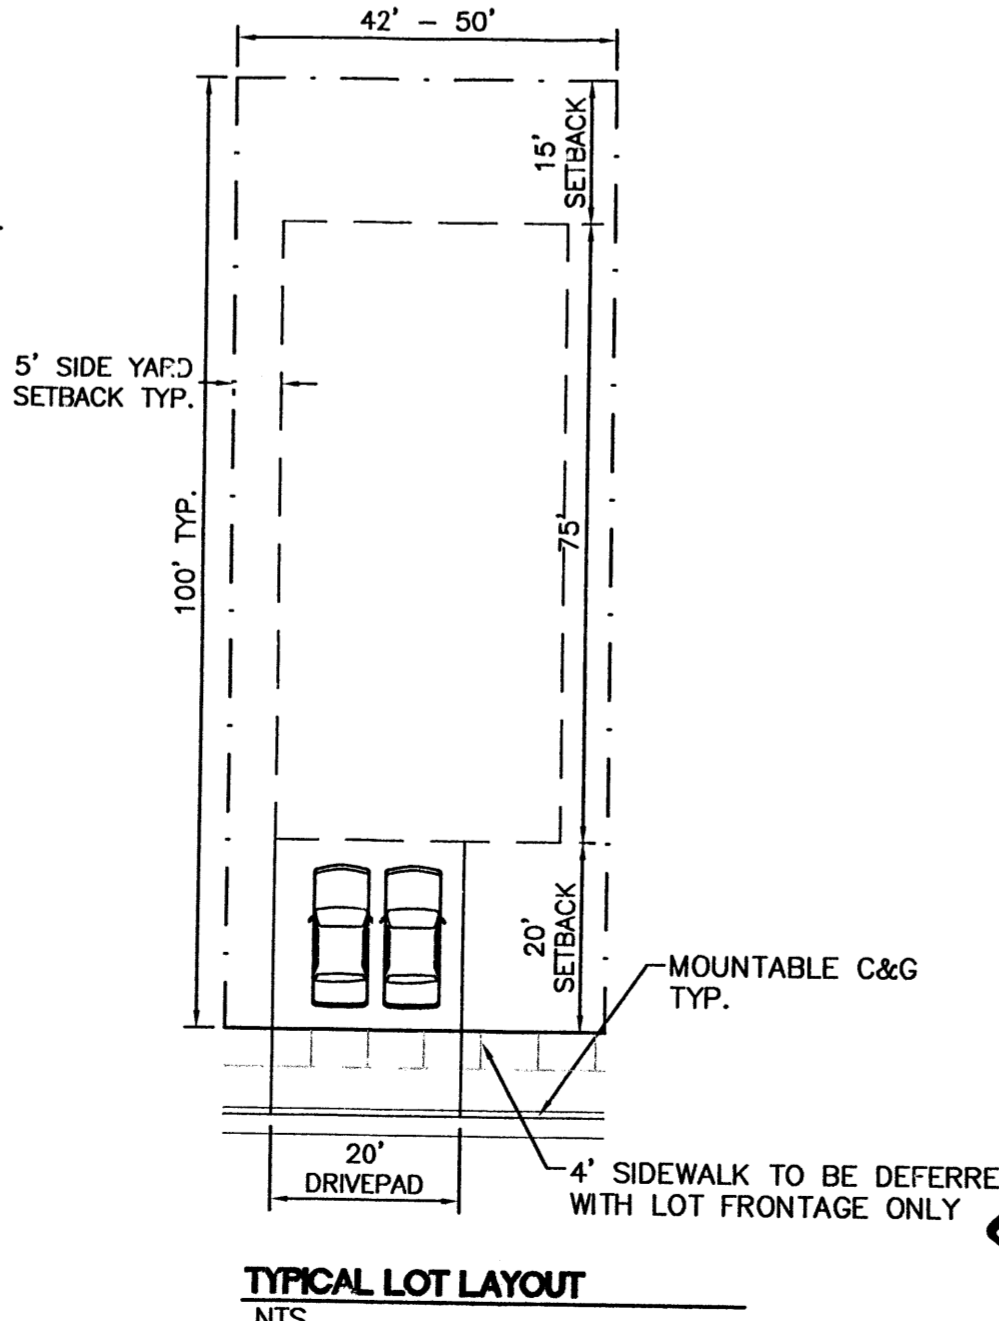 42' - 50'
15'
SETBACK
5' SIDE YARD
SETBACK TYP.
100' TYP.
75'
20'
SETBACK
MOUNTABLE C&G
TYP.
20'
DRIVEPAD
4' SIDEWALK TO BE DEFERRE
WITH LOT FRONTAGE ONLY
TYPICAL LOT LAYOUT
NTS